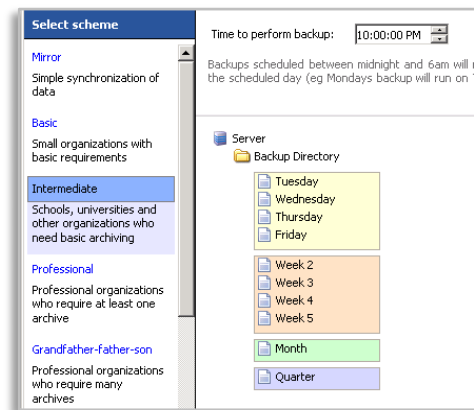 Select scheme
Mirror
Simple synchronization of
data
Basic
Small organizations with
basic requirements
Intermediate
Schools, universities and
other organizations who
need basic archiving
Professional
Professional organizations
who require at least one
archive
Grandfather-father-son
Professional organizations
who require many
archives
Time to perform backup: 10:00:00 PM
Backups scheduled between midnight and 6am will
the scheduled day (eg Mondays backup will run on
Server
Backup Directory
Tuesday
Wednesday
Thursday
Friday
Week 2
Week 3
Week 4
Week 5
Month
Quarter